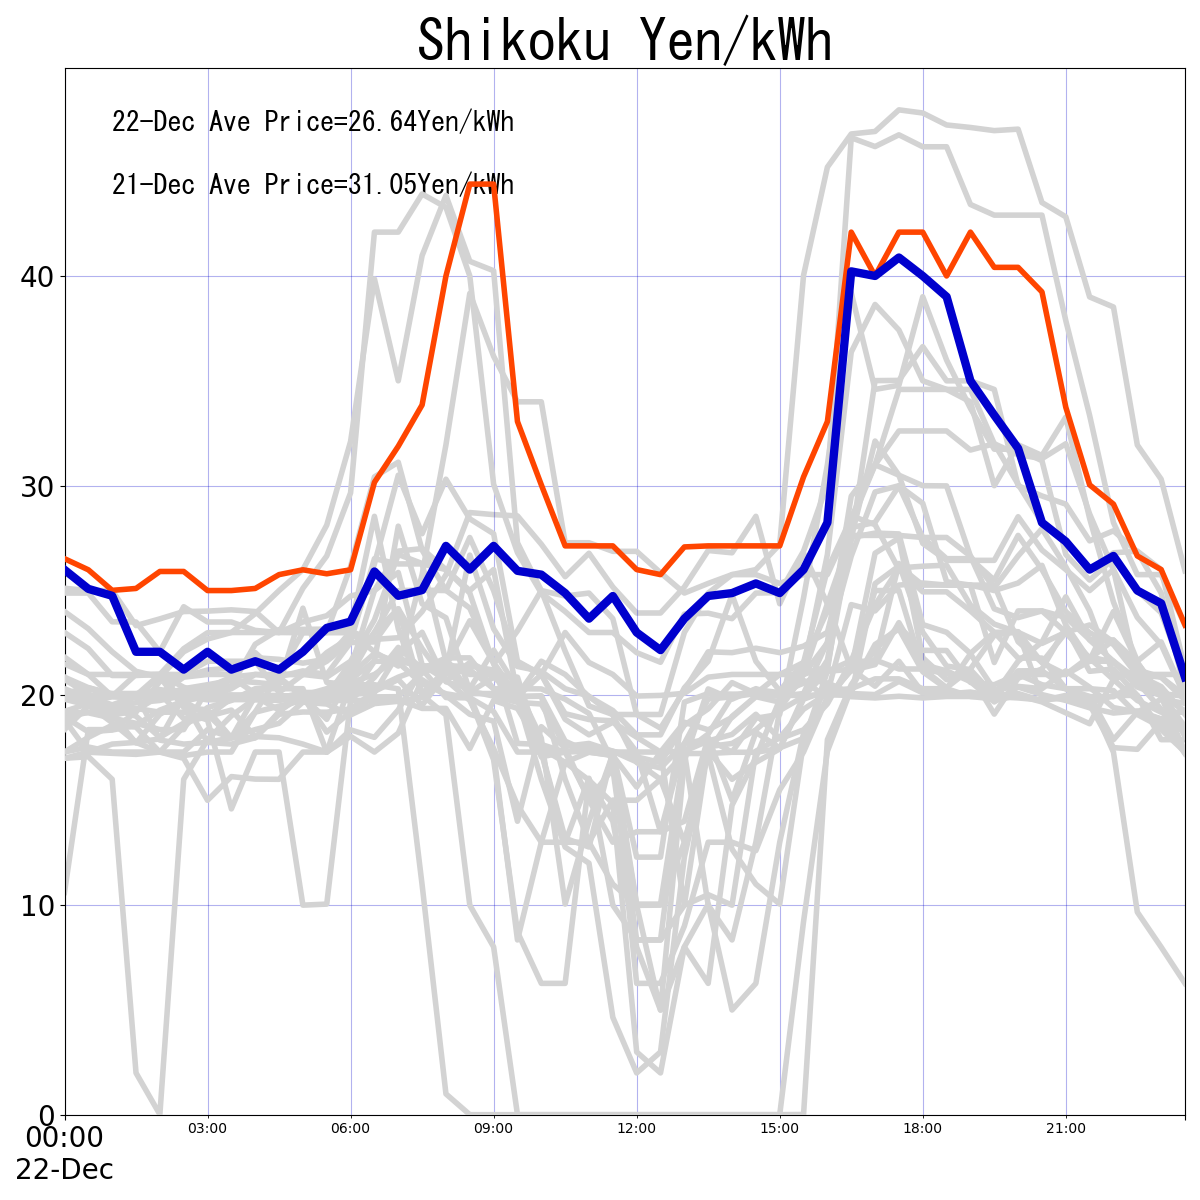 Shikoku Yen/kWh
22-Dec Ave Price=26.64Yen/kWh
21-Dec Ave Price=31.05Yen/kWh
40
30
20
10
0
00:00 03:00 06:00 09:00 12:00 15:00 18:00 21:00
22-Dec